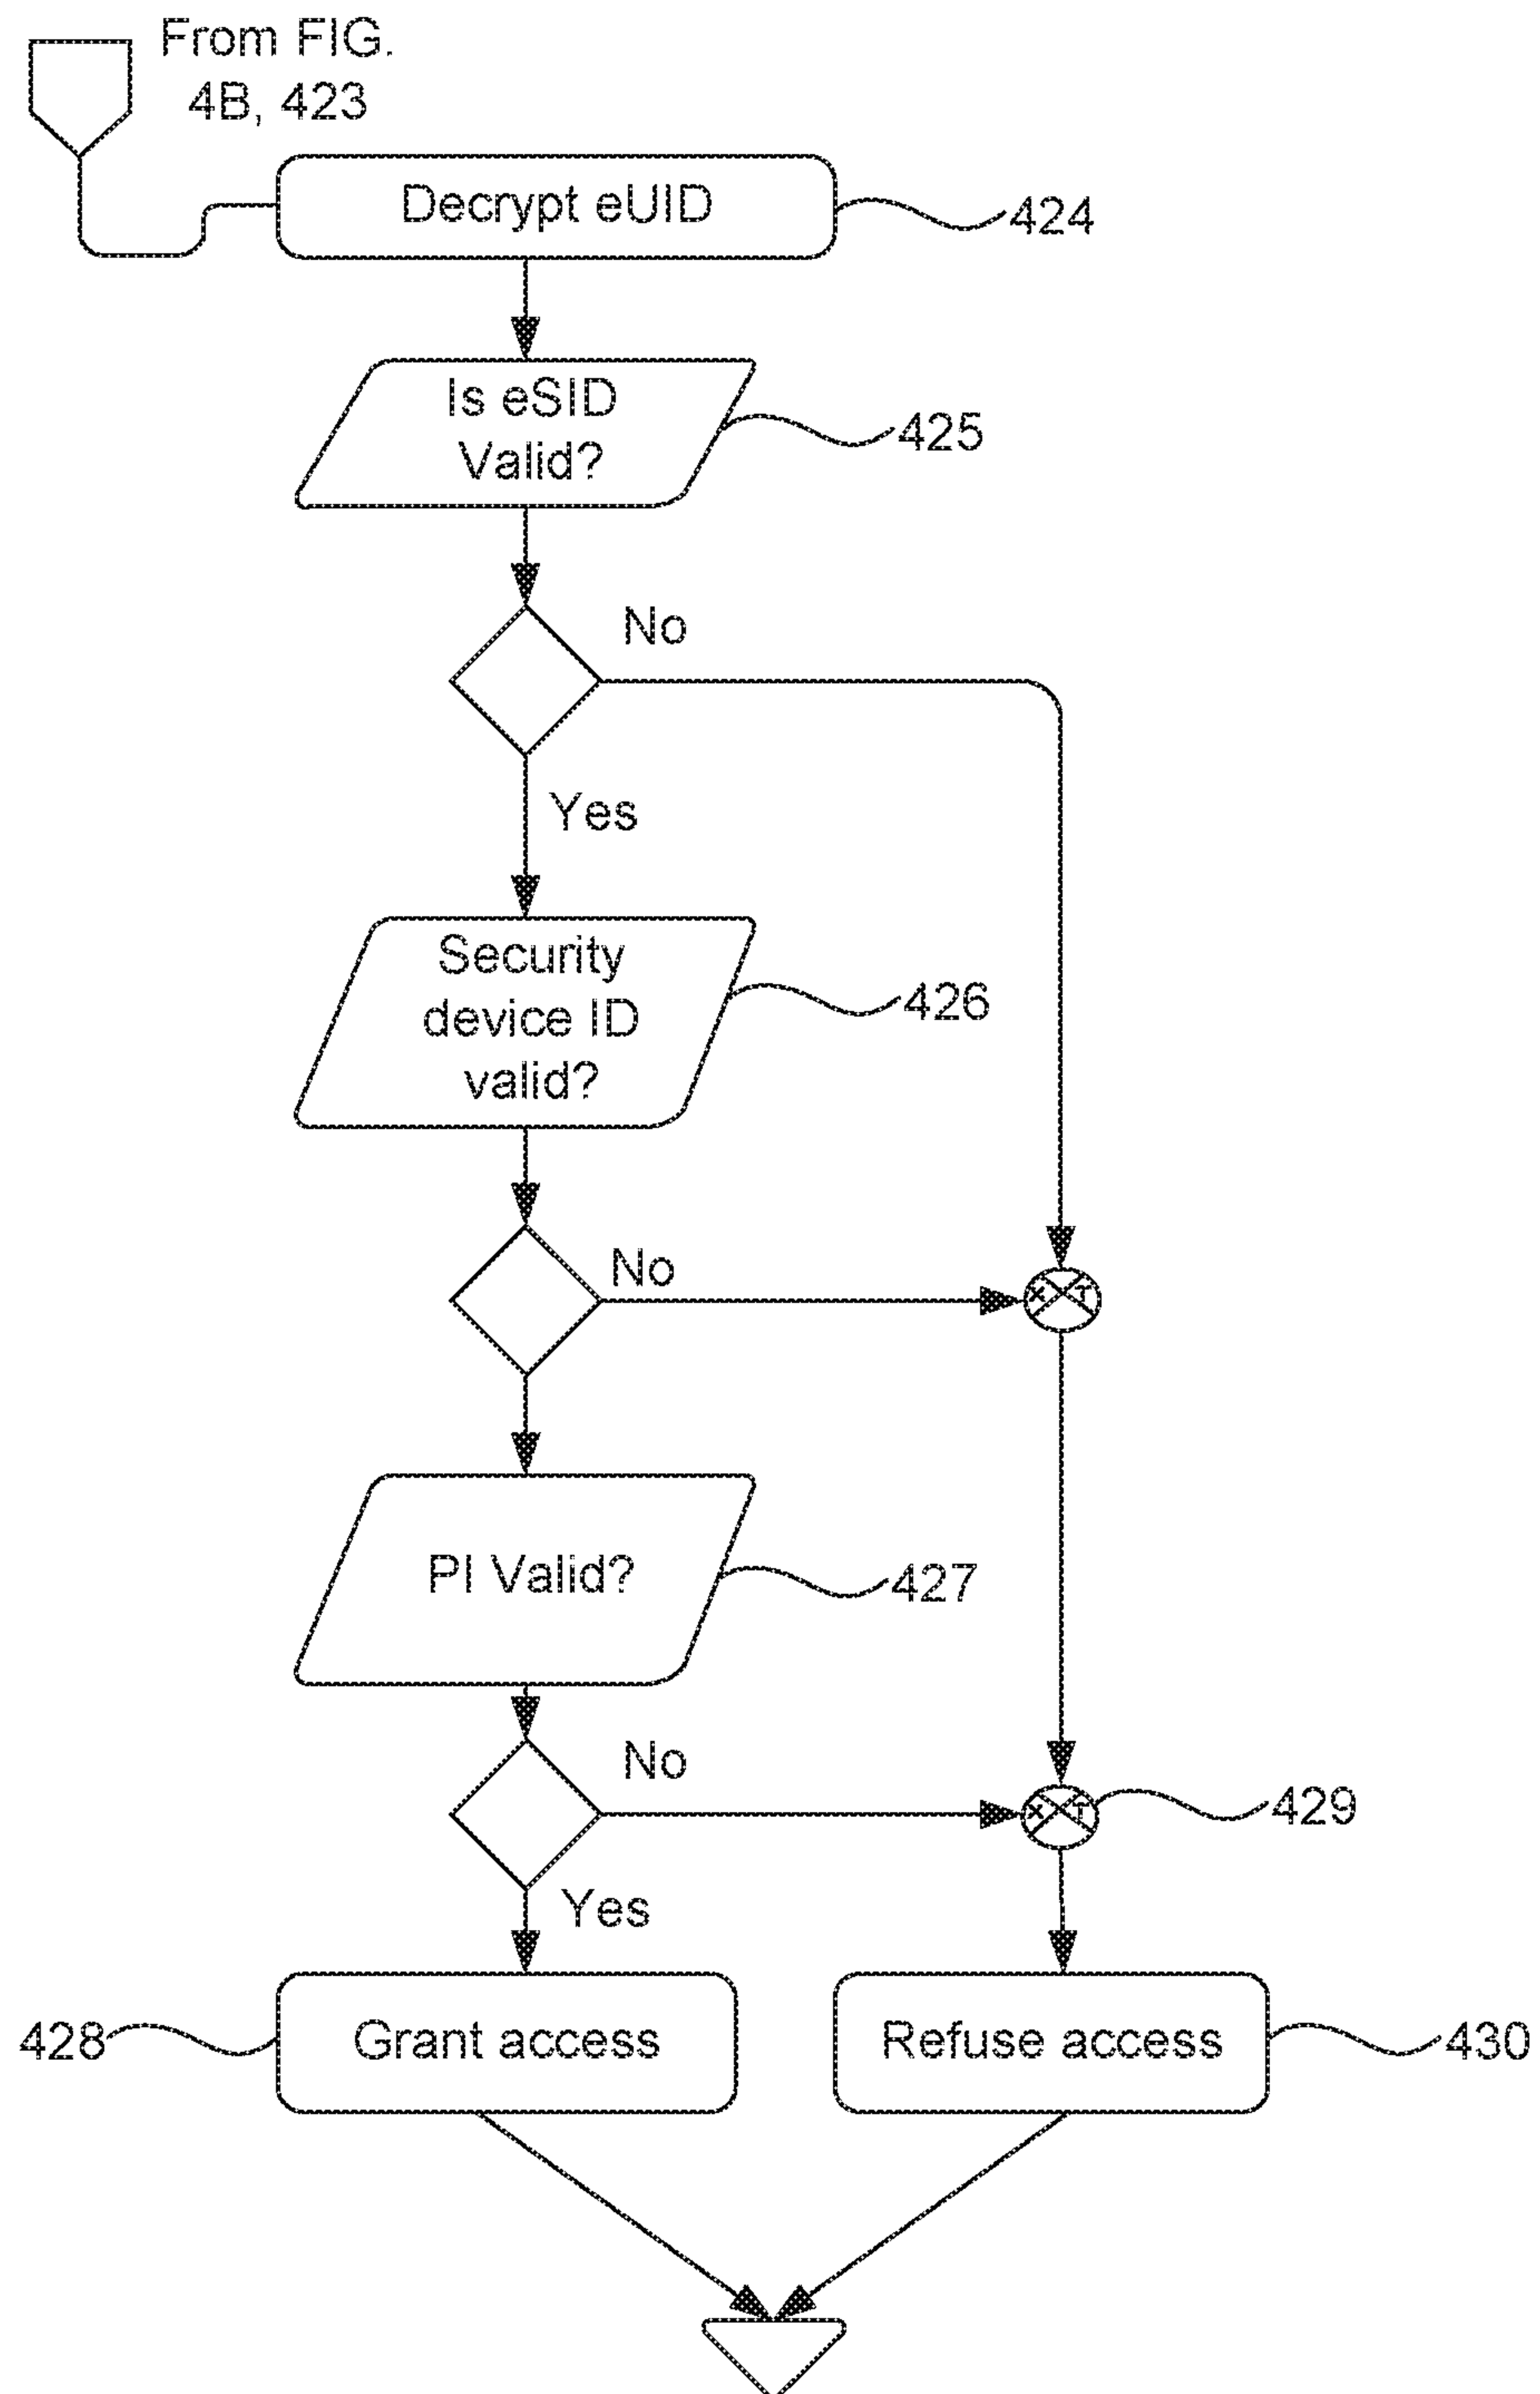 From FIG.
4B, 423
Decrypt eUID
424
Is eSID
Valid?
425
No
Yes
Security
device ID
valid?
426
No
x T
PI Valid?
427
No
x T
429
Yes
428
Grant access
Refuse access
430